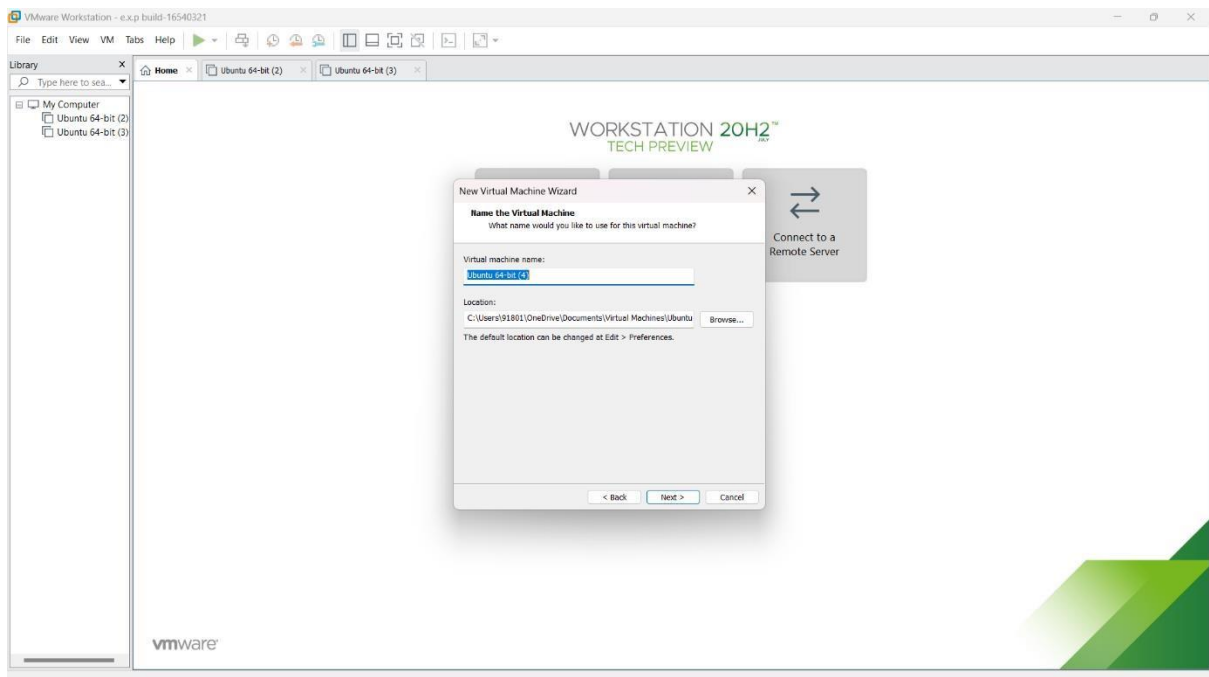 VMware Workstation - e.x.p build-16540321
File Edit View VM Tabs Help
Library X
Type here to sea...
My Computer
Ubuntu 64-bit (2)
Ubuntu 64-bit (3)
Home
Ubuntu 64-bit (2)
Ubuntu 64-bit (3)
WORKSTATION 20H2™
JULY
TECH PREVIEW
Connect to a
Remote Server
New Virtual Machine Wizard
Name the Virtual Machine
What name would you like to use for this virtual machine?
Virtual machine name:
Ubuntu 64-bit (4)
Location:
C:\Users\91801\OneDrive\Documents\Virtual Machines\Ubuntu
Browse...
The default location can be changed at Edit > Preferences.
< Back Next > Cancel
vmware